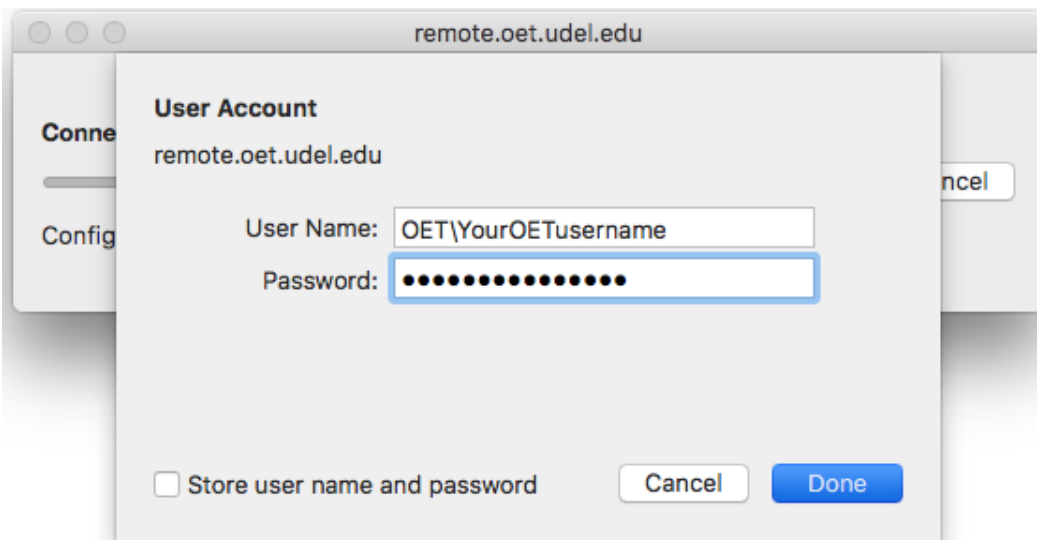 remote.oet.udel.edu
User Account
Conne
remote.oet.udel.edu
ncel
User Name: OET\YourOETusername
Config
Password: •••••••••••••••
Store user name and password
Cancel
Done